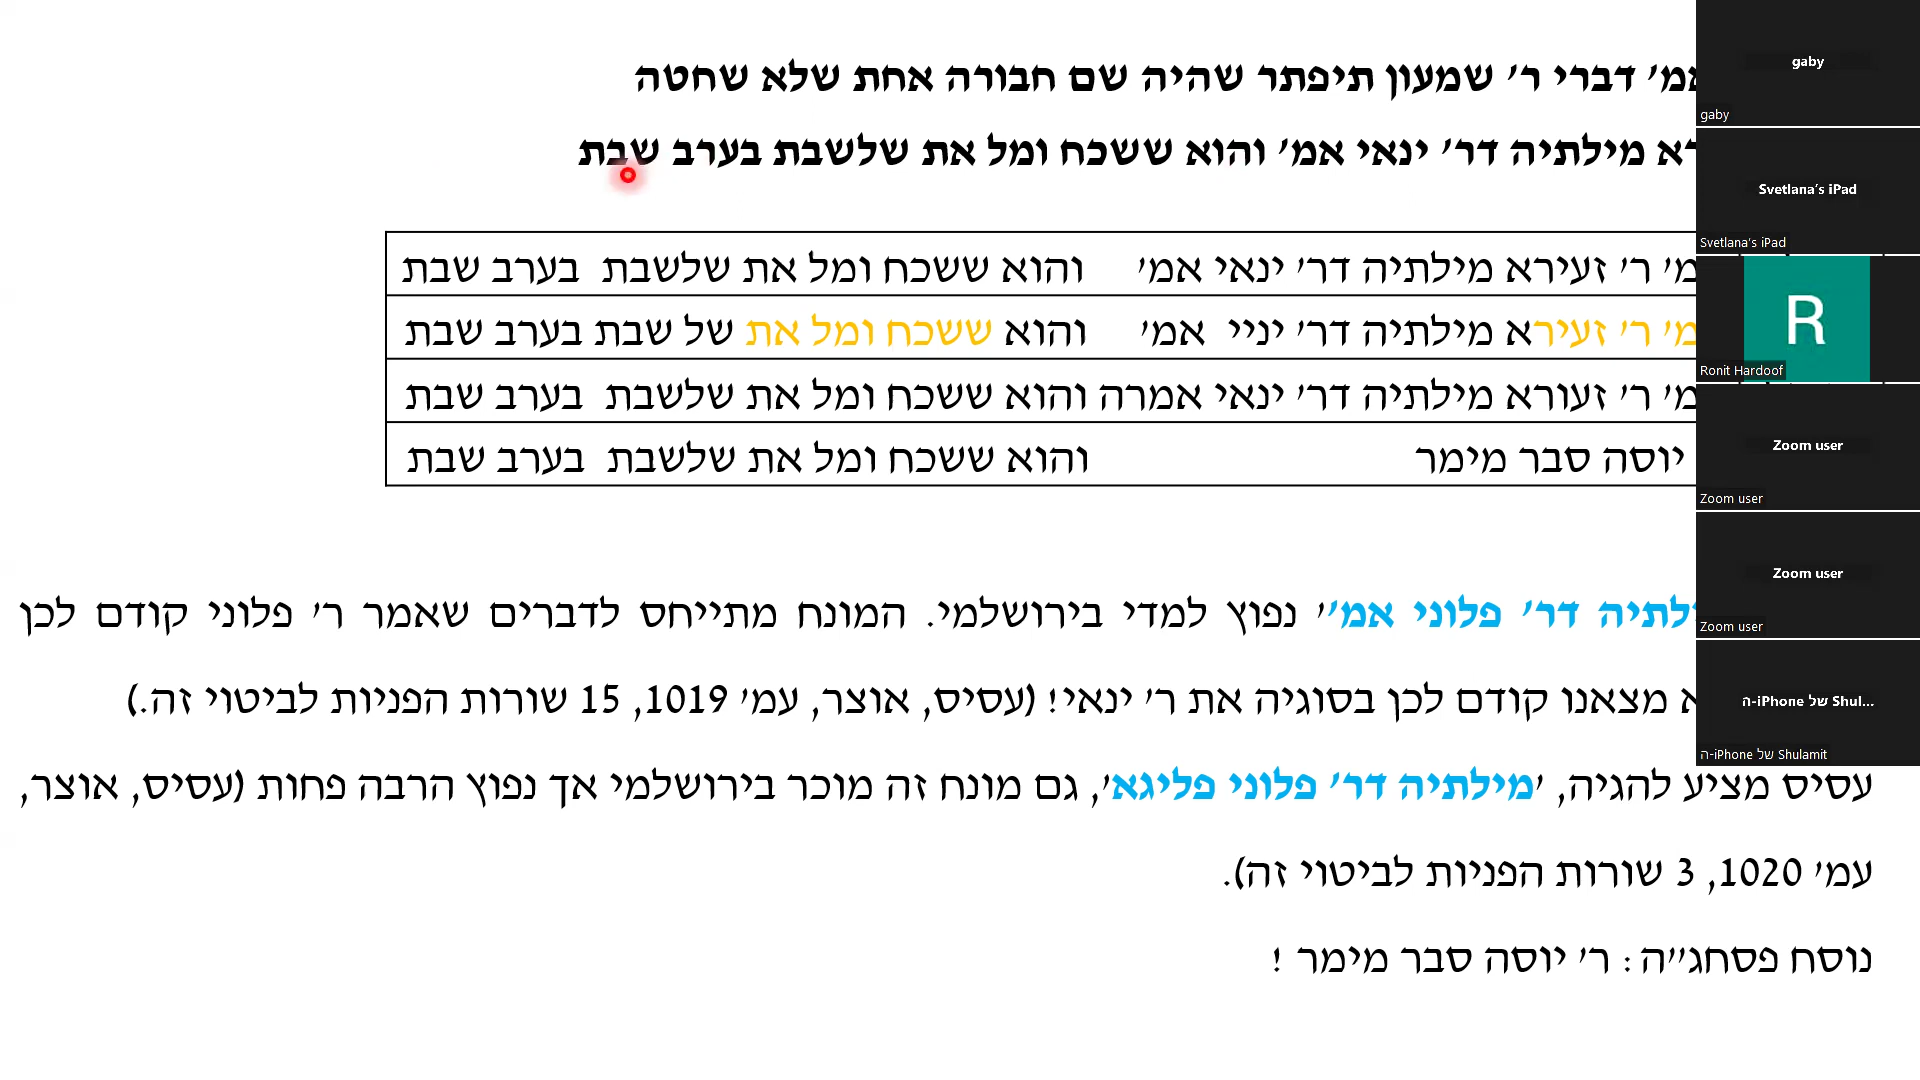 דברי ר׳ שמעון תיפתר שהיה שם חבורה אחת שלא שחטה
מילתיה דר׳ ינאי אמ׳ והוא ששכח ומל את שלשבת בערב שבת
ר׳ זעירא מילתיה דר׳ ינאי אמ׳ והוא ששכח ומל את שלשבת בערב שבת
ר׳ זעירא מילתיה דר׳ יניי אמ׳ והוא ששכח ומל את של שבת בערב שבת
ר׳ זעורא מילתיה דר׳ ינאי אמרה והוא ששכח ומל את שלשבת בערב שבת
יוסה סבר מימר והוא ששכח ומל את שלשבת בערב שבת
דר׳ פלוני אמ׳׳ נפוץ למדי בירושלמי. המונח מתייחס לדברים שאמר ר׳ פלוני קודם לכן
מצאנו קודם לכן בסוגיה את ר׳ ינאי! (עסיס, אוצר, עמ׳ 1019, 15 שורות הפניות לביטוי זה.)
עסיס מציע להגיה, ׳מילתיה דר׳ פלוני פליגא׳, גם מונח זה מוכר בירושלמי אך נפוץ הרבה פחות (עסיס, אוצר,
עמ׳ 1020, 3 שורות הפניות לביטוי זה).
נוסח פסחג״ה: ר׳ יוסה סבר מימר !
gaby
gaby
Svetlana's iPad
Svetlana's iPad
R
Ronit Hardoof
Zoom user
Zoom user
Zoom user
Zoom user
ה-iPhone של Shul...
ה-iPhone של Shulamit